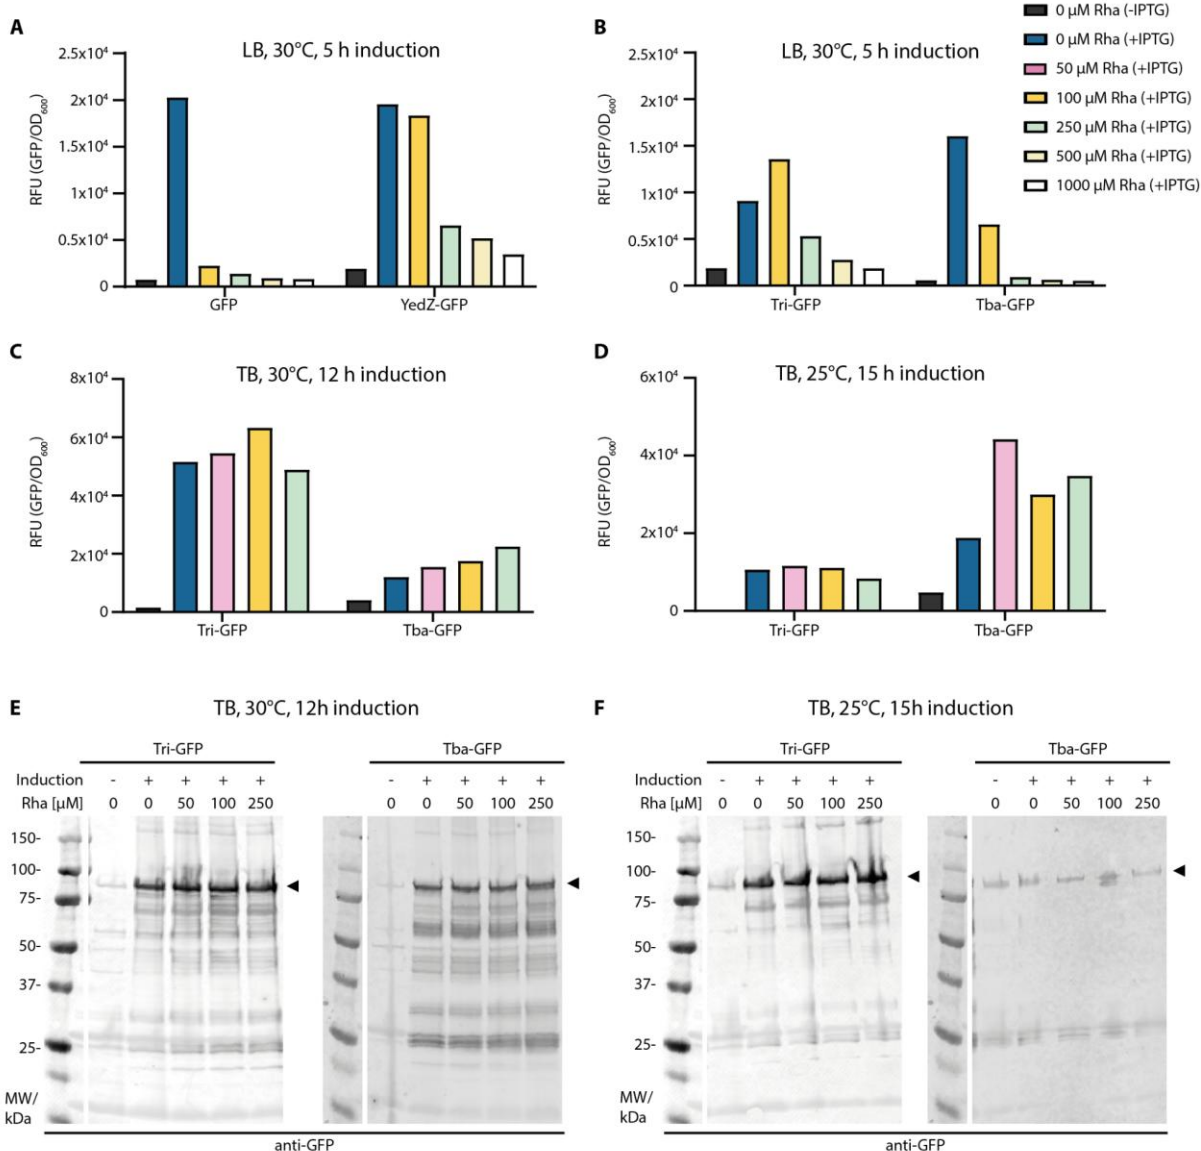 A
LB, 30°C, 5 h induction
RFU (GFP/OD600)
2.5x10⁴
2x10⁴
1.5x10⁴
1x10⁴
0.5x10⁴
0
GFP
YedZ-GFP
B
LB, 30°C, 5 h induction
RFU (GFP/OD600)
2.5x10⁴
2x10⁴
1.5x10⁴
1x10⁴
0.5x10⁴
0
Tri-GFP
Tba-GFP
0 µM Rha (-IPTG)
0 µM Rha (+IPTG)
50 µM Rha (+IPTG)
100 µM Rha (+IPTG)
250 µM Rha (+IPTG)
500 µM Rha (+IPTG)
1000 µM Rha (+IPTG)
C
TB, 30°C, 12 h induction
RFU (GFP/OD600)
8x10⁴
6x10⁴
4x10⁴
2x10⁴
0
Tri-GFP
Tba-GFP
D
TB, 25°C, 15 h induction
RFU (GFP/OD600)
6x10⁴
4x10⁴
2x10⁴
0
Tri-GFP
Tba-GFP
E
TB, 30°C, 12h induction
Tri-GFP
Tba-GFP
Induction - + + + + - + + + +
Rha [µM] 0 0 50 100 250 0 0 50 100 250
150-
100-
75-
50-
37-
25-
MW/
kDa
anti-GFP
F
TB, 25°C, 15h induction
Tri-GFP
Tba-GFP
Induction - + + + + - + + + +
Rha [µM] 0 0 50 100 250 0 0 50 100 250
150-
100-
75-
50-
37-
25-
MW/
kDa
anti-GFP